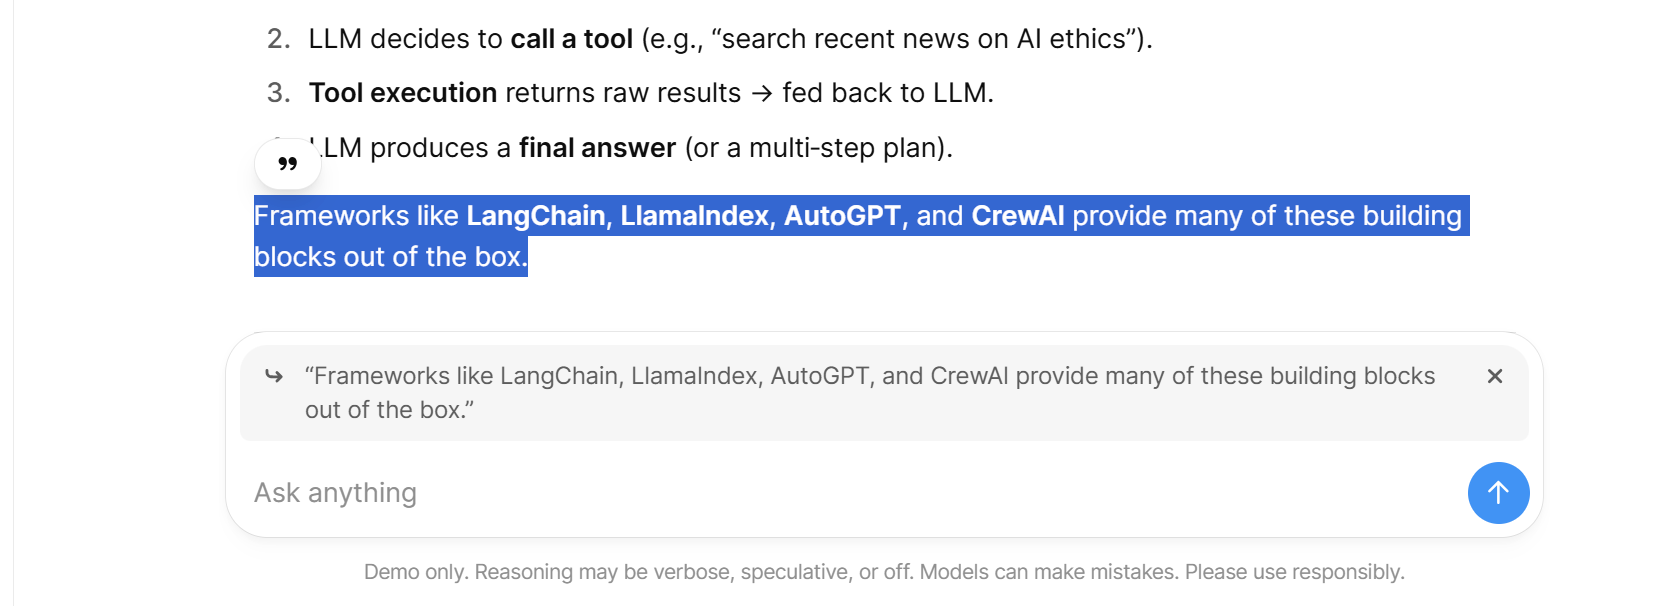 2. LLM decides to call a tool (e.g., “search recent news on AI ethics”).
3. Tool execution returns raw results → fed back to LLM.
LLM produces a final answer (or a multi-step plan).
Frameworks like LangChain, LlamaIndex, AutoGPT, and CrewAI provide many of these building
blocks out of the box.
“Frameworks like LangChain, LlamaIndex, AutoGPT, and CrewAI provide many of these building blocks
out of the box.”
Ask anything
Demo only. Reasoning may be verbose, speculative, or off. Models can make mistakes. Please use responsibly.